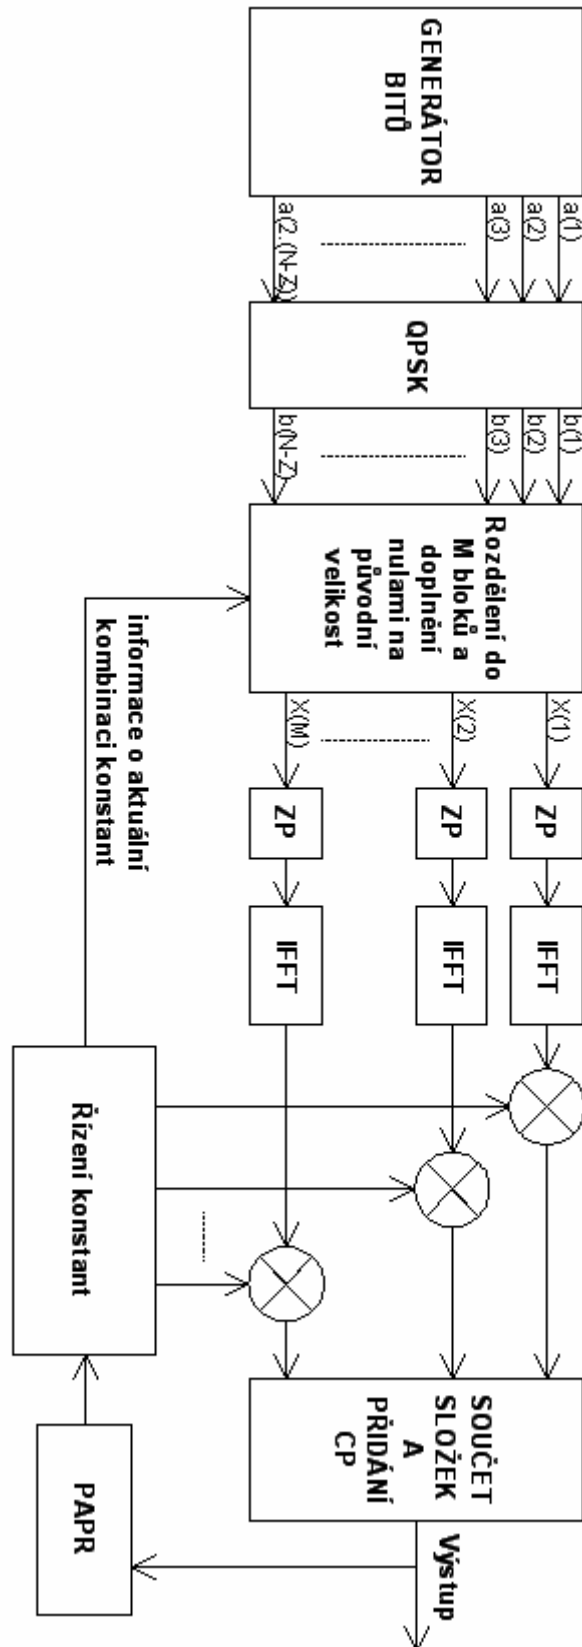 GENERÁTOR
BITŮ
a(1)
a(2)
a(3)
a(2.(N-Z))
QPSK
b(1)
b(2)
b(3)
b(N-Z)
Rozdělení do
M bloků a
doplnění
nulami na
původní
velikost
X(1)
X(2)
X(M)
ZP
ZP
ZP
IFFT
IFFT
IFFT
informace o aktuální
kombinaci konstant
Řízení konstant
SOUČET
SLOŽEK
A
PŘIDÁNÍ
CP
Výstup
PAPR